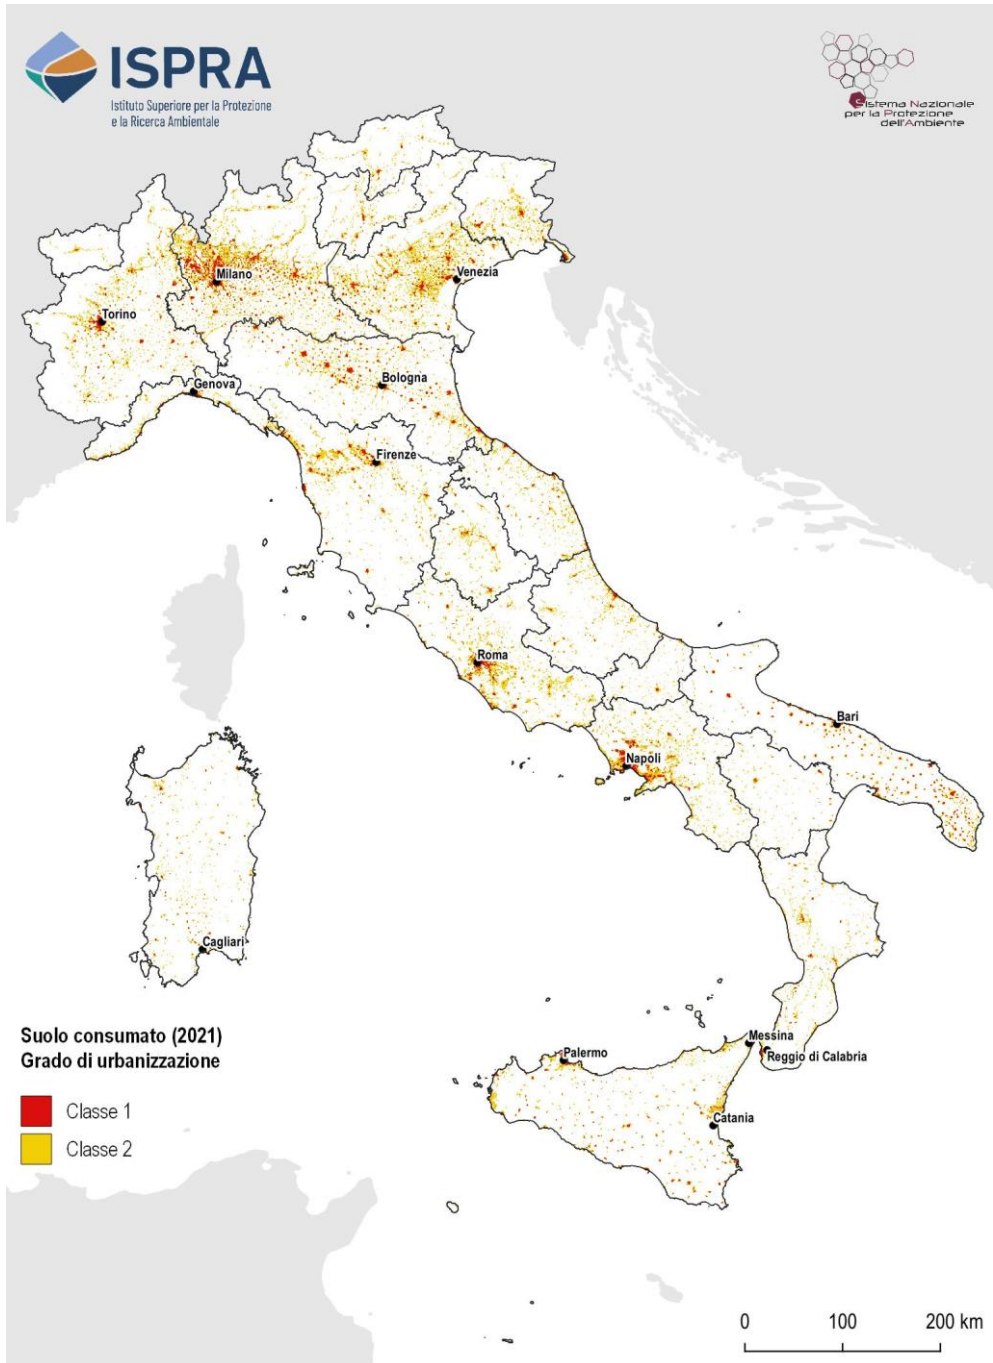 ISPRA
Istituto Superiore per la Protezione
e la Ricerca Ambientale
Sistema Nazionale
per la Protezione
dell'Ambiente
Milano
Venezia
Torino
Genova
Bologna
Firenze
Roma
Bari
Napoli
Cagliari
Messina
Reggio di Calabria
Palermo
Catania
Suolo consumato (2021)
Grado di urbanizzazione
Classe 1
Classe 2
0 100 200 km